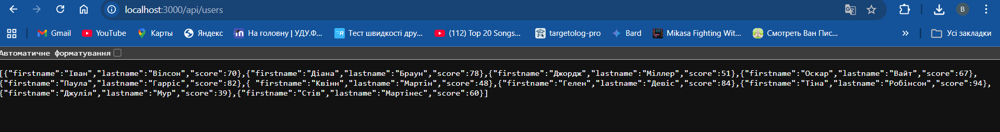 localhost:3000/api/users
B
Gmail YouTube Карты Яндекс На головну | УДУ.Ф... Тест швидкості дру... (112) Top 20 Songs... targetolog-pro Bard Mikasa Fighting Wit... Смотреть Ван Пис... » Усі закладки
Автоматичне форматування
[{"firstname":"Іван","lastname":"Вілсон","score":70},{"firstname":"Діана","lastname":"Браун","score":78},{"firstname":"Джордж","lastname":"Міллер","score":51},{"firstname":"Оскар","lastname":"Вайт","score":67},
{"firstname":"Паула","lastname":"Гарріс","score":82},{ "firstname":"Квінн","lastname":"Мартін","score":48},{"firstname":"Гелен","lastname":"Девіс","score":84},{"firstname":"Тіна","lastname":"Робінсон","score":94},
{"firstname":"Джулія","lastname":"Мур","score":39},{"firstname":"Стів","lastname":"Мартінес","score":60}]